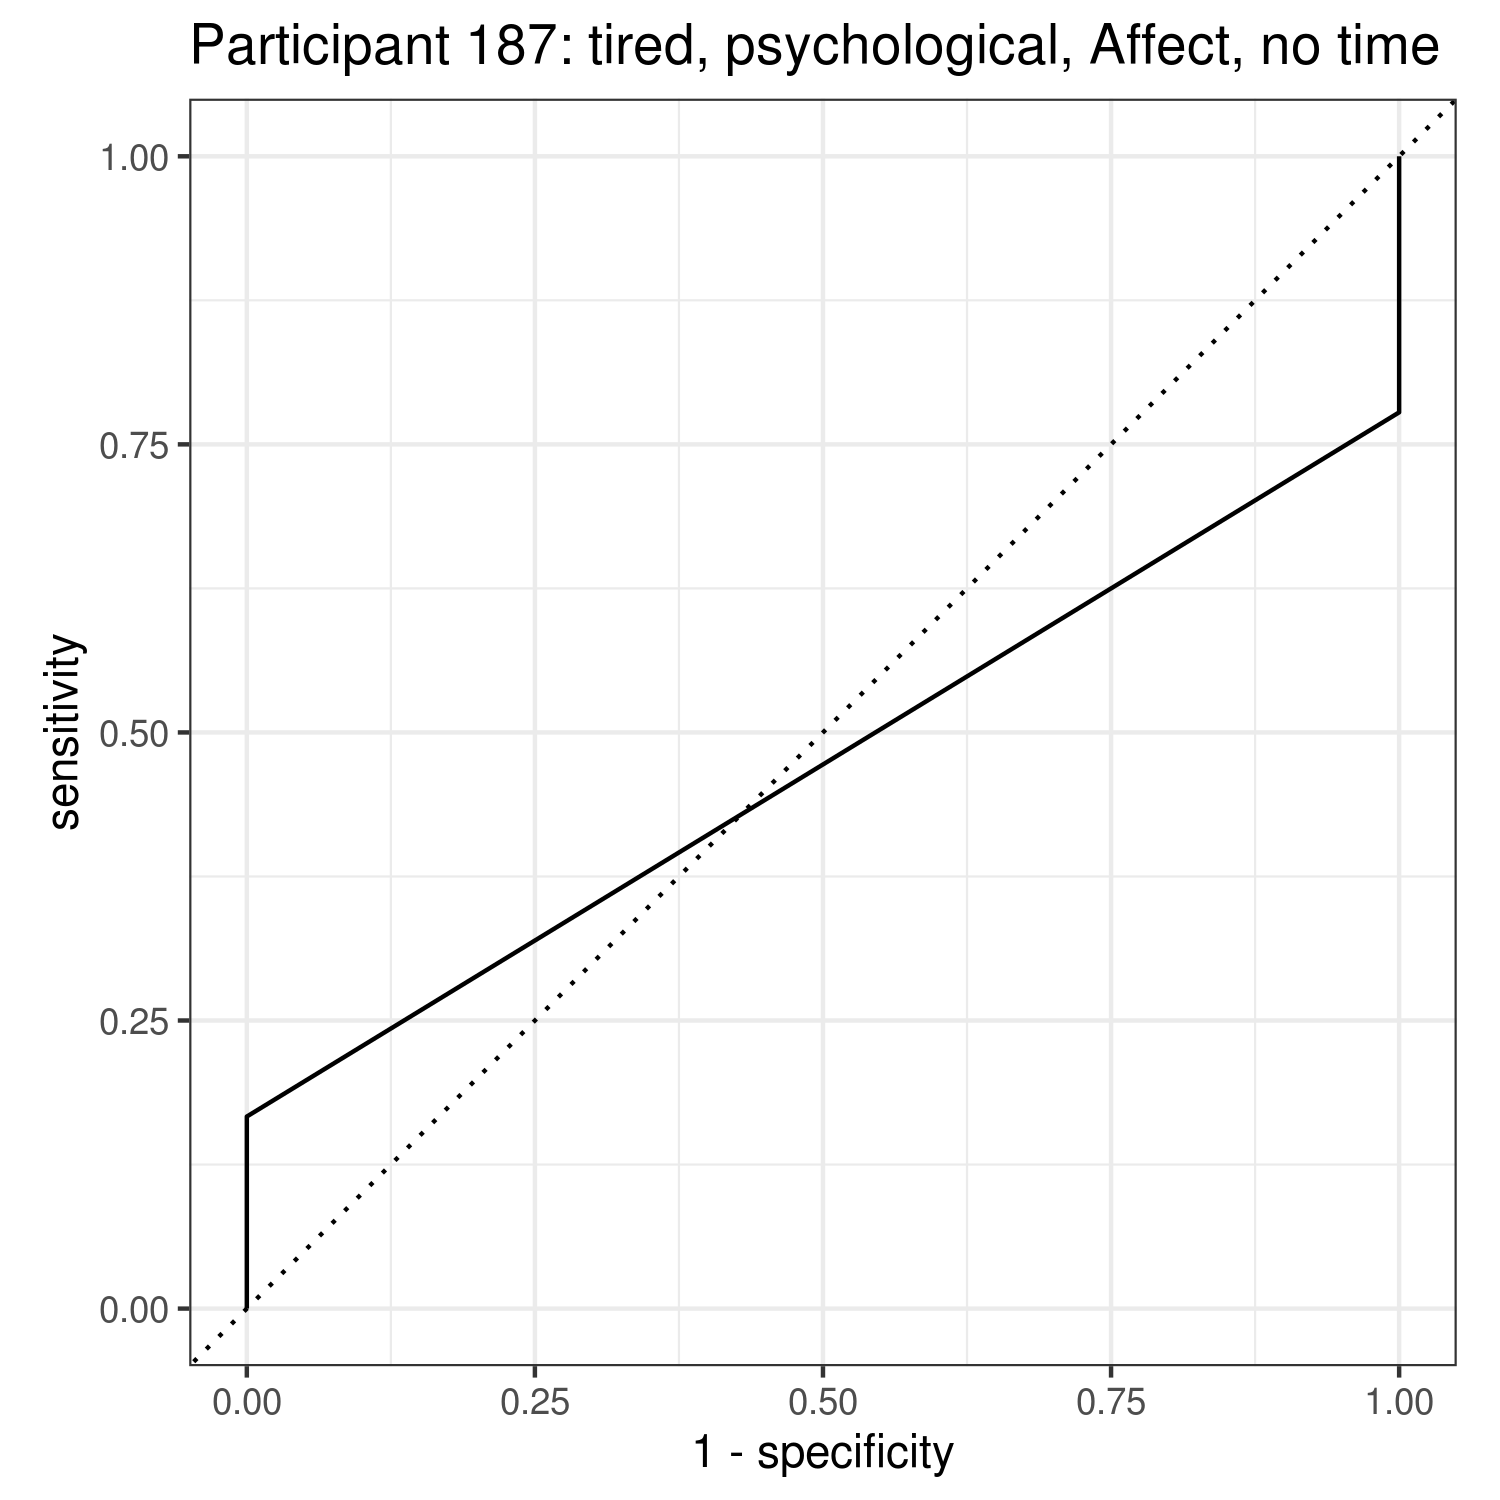 Participant 187: tired, psychological, Affect, no time
1.00
0.75
0.50
0.25
0.00
sensitivity
0.00 0.25 0.50 0.75 1.00
1 - specificity